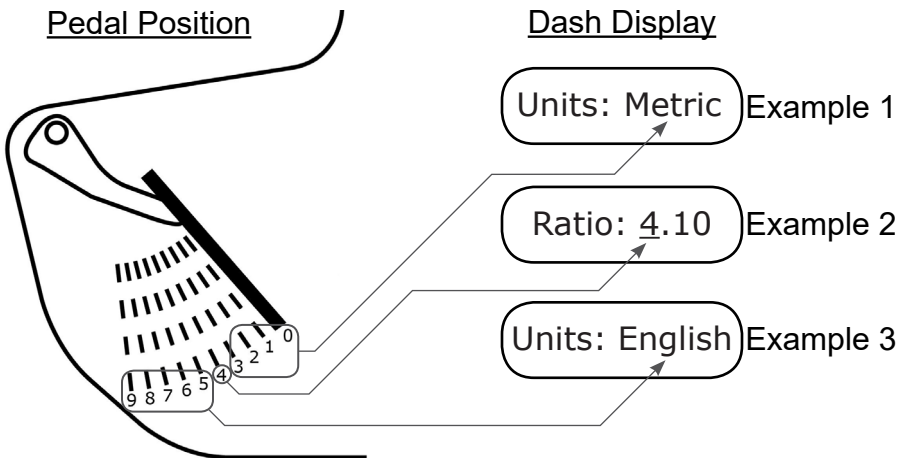 Pedal Position
Dash Display
Units: Metric
Example 1
Ratio: 4.10
Example 2
Units: English
Example 3
0
1
2
3
4
5
6
7
8
9